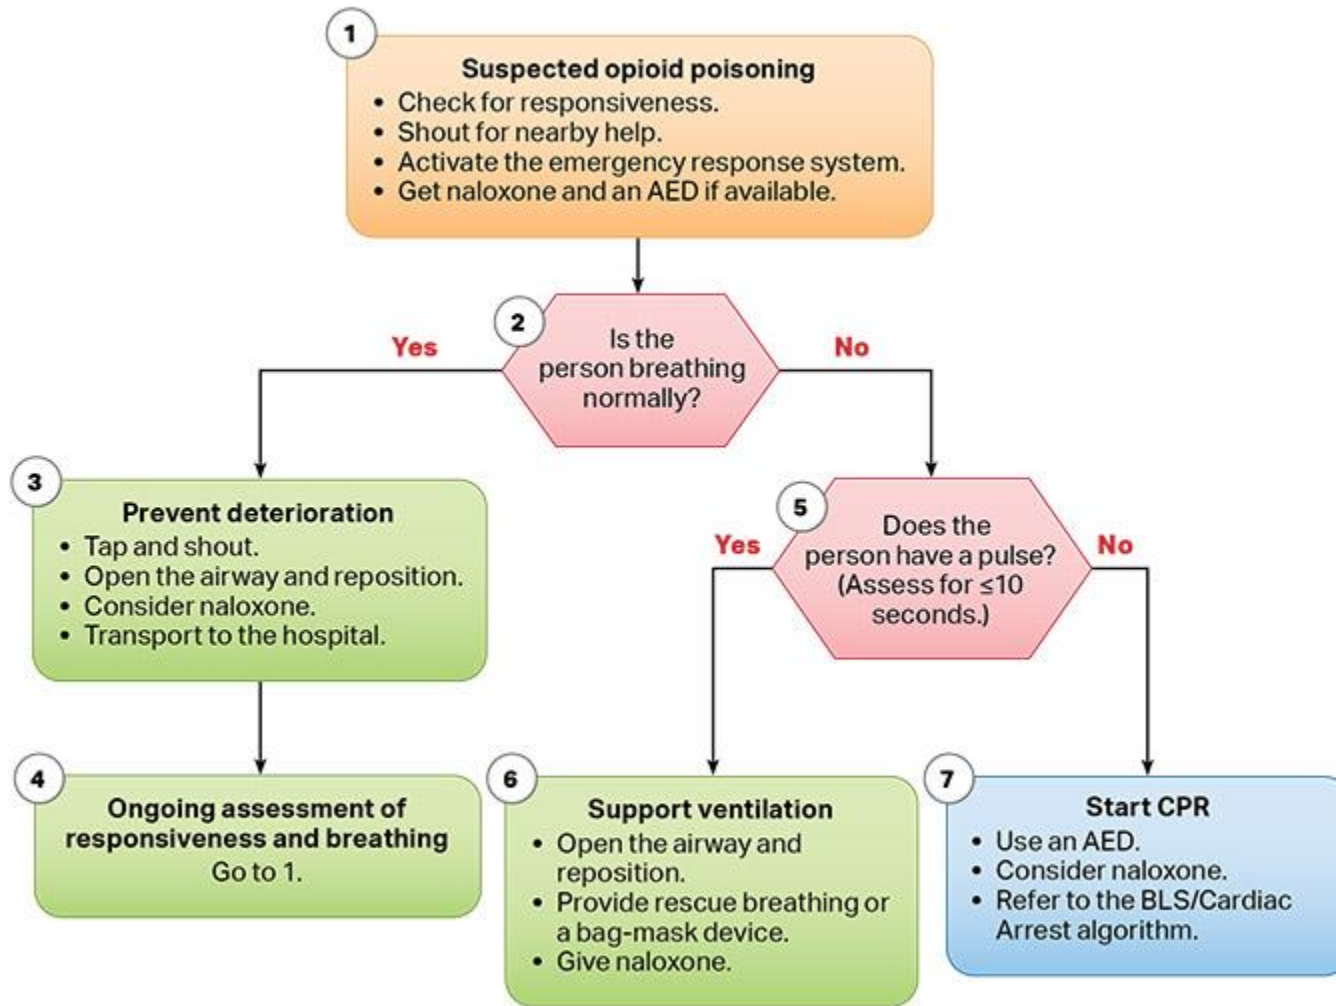 1
Suspected opioid poisoning
• Check for responsiveness.
• Shout for nearby help.
• Activate the emergency response system.
• Get naloxone and an AED if available.
2
Is the
person breathing
normally?
Yes
No
3
Prevent deterioration
• Tap and shout.
• Open the airway and reposition.
• Consider naloxone.
• Transport to the hospital.
4
Ongoing assessment of
responsiveness and breathing
Go to 1.
5
Does the
person have a pulse?
(Assess for ≤10
seconds.)
Yes
No
6
Support ventilation
• Open the airway and
reposition.
• Provide rescue breathing or
a bag-mask device.
• Give naloxone.
7
Start CPR
• Use an AED.
• Consider naloxone.
• Refer to the BLS/Cardiac
Arrest algorithm.